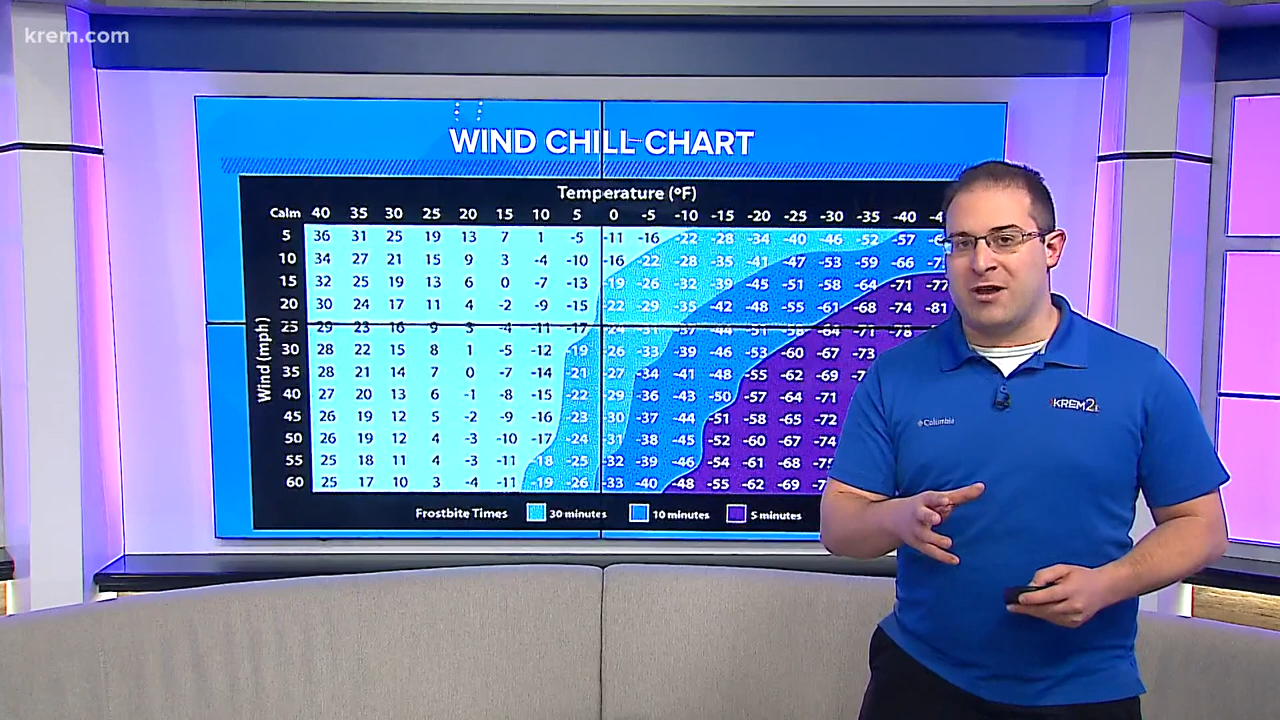 krem.com
WIND CHILL CHART
Temperature (°F)
Calm 40 35 30 25 20 15 10 5 0 -5 -10 -15 -20 -25 -30 -35 -40
5 36 31 25 19 13 7 1 -5 -11 -16 -22 -28 -34 -40 -46 -52 -57
10 34 27 21 15 9 3 -4 -10 -16 -22 -28 -35 -41 -47 -53 -59 -66
15 32 25 19 13 6 0 -7 -13 -19 -26 -32 -39 -45 -51 -58 -64 -71 -77
20 30 24 17 11 4 -2 -9 -15 -22 -29 -35 -42 -48 -55 -61 -68 -74 -81
25 29 23 16 9 3 -4 -11 -17 -24 -31 -37 -44 -51 -58 -64 -71 -78
30 28 22 15 8 1 -5 -12 -19 -26 -33 -39 -46 -53 -60 -67 -73
35 28 21 14 7 0 -7 -14 -21 -27 -34 -41 -48 -55 -62 -69
40 27 20 13 6 -1 -8 -15 -22 -29 -36 -43 -50 -57 -64 -71
45 26 19 12 5 -2 -9 -16 -23 -30 -37 -44 -51 -58 -65 -72
50 26 19 12 4 -3 -10 -17 -24 -31 -38 -45 -52 -60 -67 -74
55 25 18 11 4 -3 -11 -18 -25 -32 -39 -46 -54 -61 -68 -75
60 25 17 10 3 -4 -11 -19 -26 -33 -40 -48 -55 -62 -69
Wind (mph)
Frostbite Times 30 minutes 10 minutes 5 minutes
Columbia
KREM2